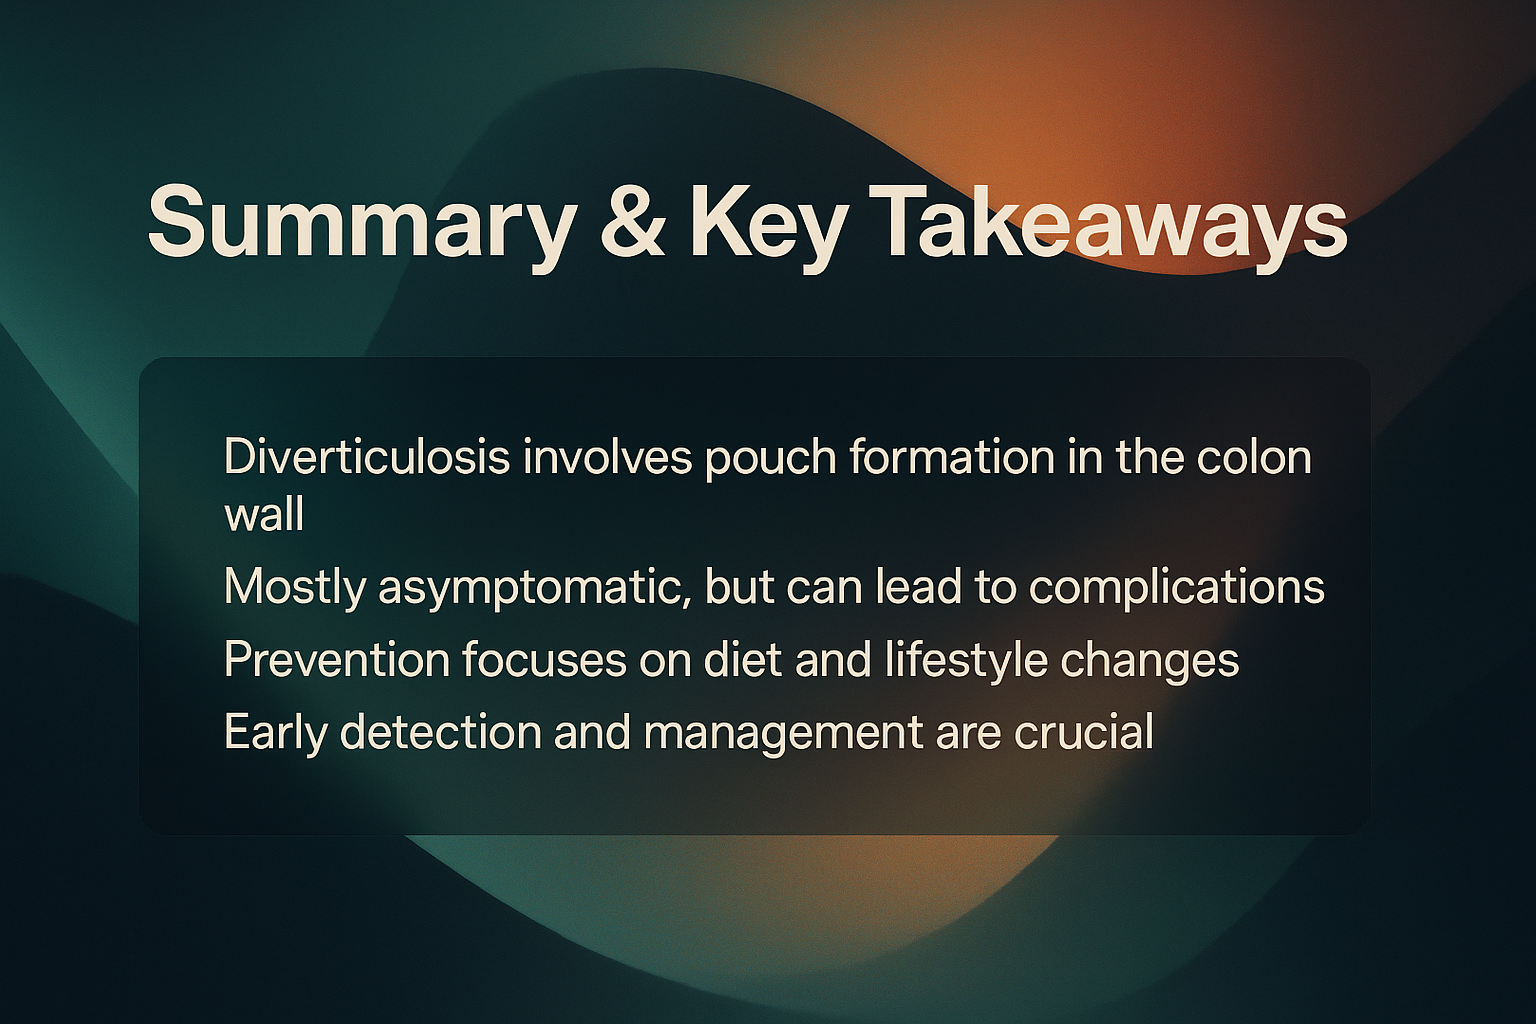 Summary & Key Takeaways
Diverticulosis involves pouch formation in the colon
wall
Mostly asymptomatic, but can lead to complications
Prevention focuses on diet and lifestyle changes
Early detection and management are crucial